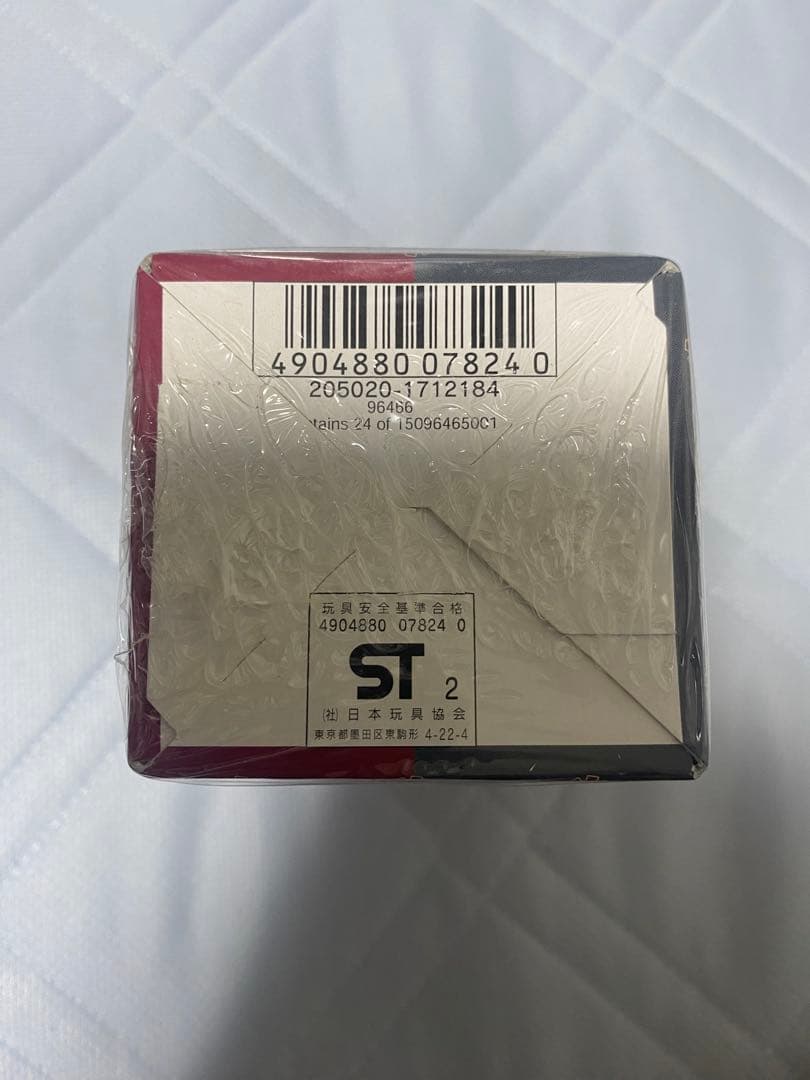 4904880 07824 0
205020-1712184
96466
tains 24 of 15096465001
玩具安全基準合格
4904880 07824 0
ST 2
(社)日本玩具協会
東京都墨田区東駒形 4-22-4